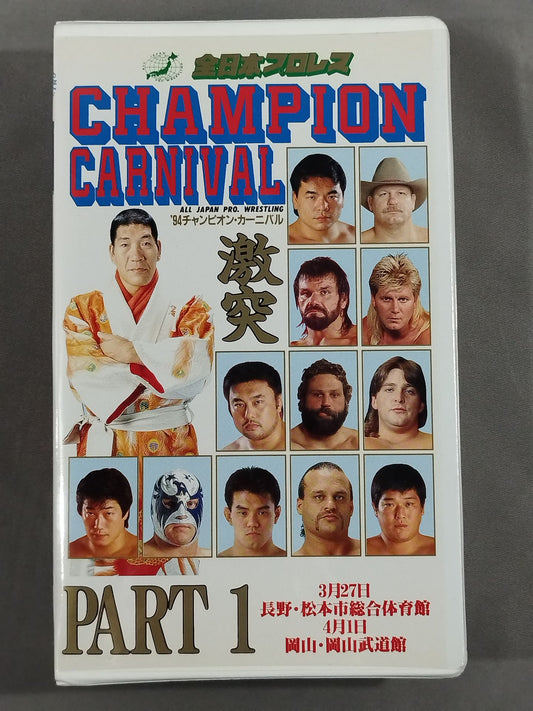 全日本プロレス
CHAMPION
CARNIVAL
ALL JAPAN PRO. WRESTLING
'94チャンピオン・カーニバル
激突
PART 1
3月27日
長野・松本市総合体育館
4月1日
岡山・岡山武道館